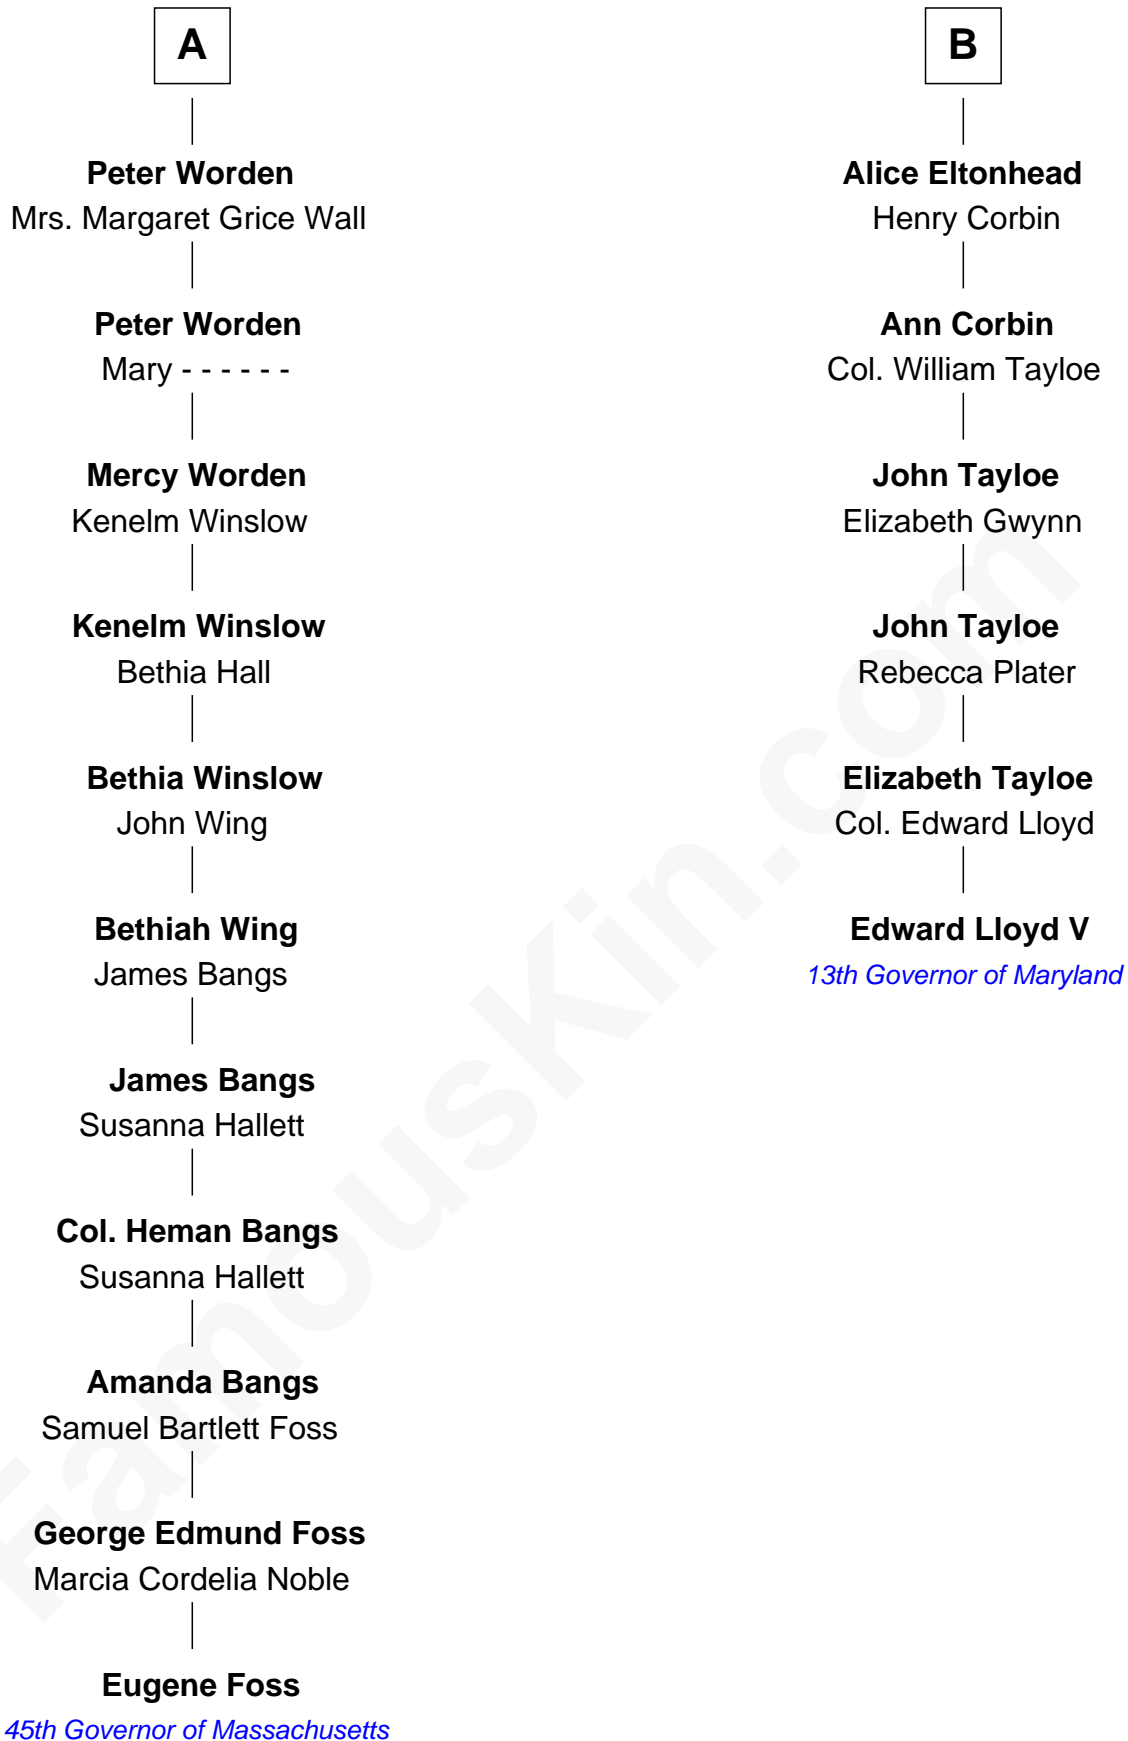 A
Peter Worden
Mrs. Margaret Grice Wall
Peter Worden
Mary - - - - - -
Mercy Worden
Kenelm Winslow
Kenelm Winslow
Bethia Hall
Bethia Winslow
John Wing
Bethiah Wing
James Bangs
James Bangs
Susanna Hallett
Col. Heman Bangs
Susanna Hallett
Amanda Bangs
Samuel Bartlett Foss
George Edmund Foss
Marcia Cordelia Noble
Eugene Foss
45th Governor of Massachusetts
B
Alice Eltonhead
Henry Corbin
Ann Corbin
Col. William Tayloe
John Tayloe
Elizabeth Gwynn
John Tayloe
Rebecca Plater
Elizabeth Tayloe
Col. Edward Lloyd
Edward Lloyd V
13th Governor of Maryland
FamousKin.com